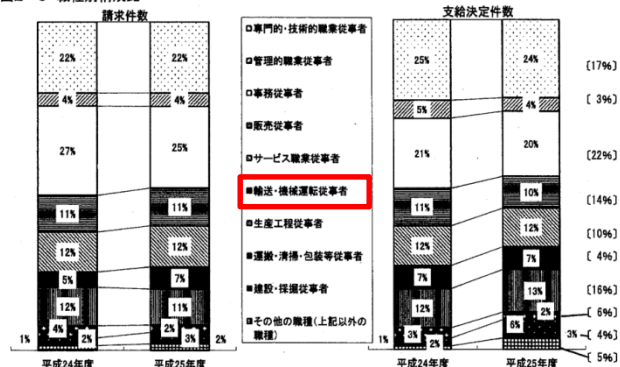 請求件数
支給決定件数
22%
22%
4%
4%
27%
25%
11%
11%
12%
12%
5%
7%
12%
11%
4%
2%
1%
2%
3%
2%
平成24年度
平成25年度
専門的・技術的職業従事者
管理的職業従事者
事務従事者
販売従事者
サービス職業従事者
輸送・機械運転従事者
生産工程従事者
運搬・清掃・包装等従事者
建設・採掘従事者
その他の職種(上記以外の
職種)
25%
24%
5%
4%
21%
20%
11%
10%
12%
12%
7%
7%
12%
13%
3%
2%
1%
2%
6%
3%
平成24年度
平成25年度
(17%)
( 3%)
(22%)
(14%)
(10%)
( 4%)
(16%)
( 6%)
( 4%)
( 5%)